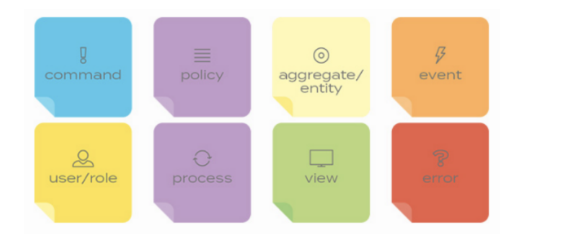 command
policy
aggregate/
entity
event
user/role
process
view
error